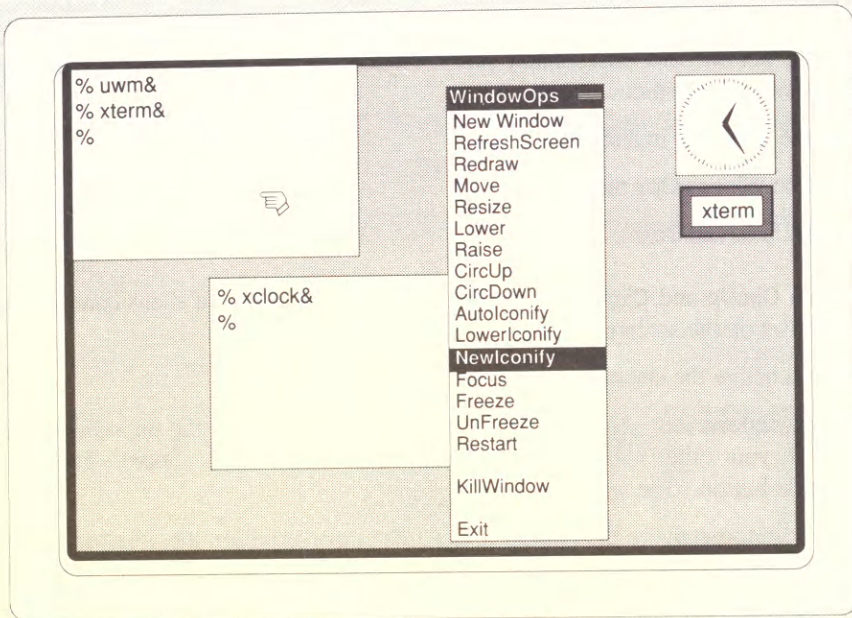 % uwm&
% xterm&
%
% xclock&
%
WindowOps
New Window
RefreshScreen
Redraw
Move
Resize
Lower
Raise
CircUp
CircDown
AutoIconify
LowerIconify
NewIconify
Focus
Freeze
UnFreeze
Restart
KillWindow
Exit
xterm